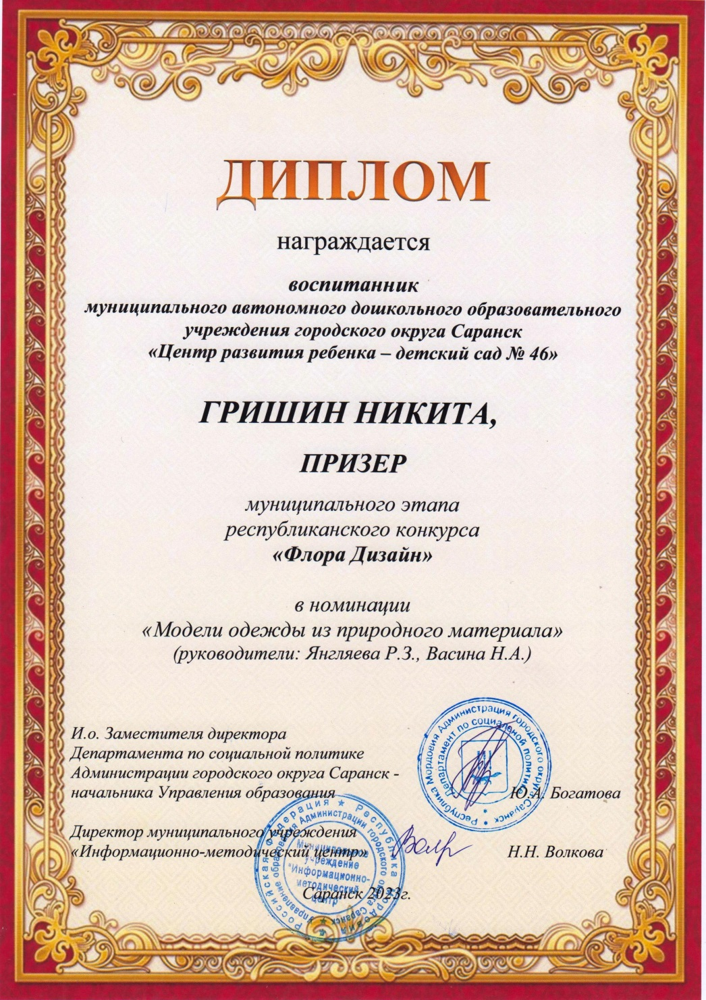 ДИПЛОМ
награждается
воспитанник
муниципального автономного дошкольного образовательного
учреждения городского округа Саранск
«Центр развития ребенка – детский сад № 46»
ГРИШИН НИКИТА,
ПРИЗЕР
муниципального этапа
республиканского конкурса
«Флора Дизайн»
в номинации
«Модели одежды из природного материала»
(руководители: Янгляева Р.З., Васина Н.А.)
И.о. Заместителя директора
Департамента по социальной политике
Администрации городского округа Саранск -
начальника Управления образования
Ю.А. Богатова
Республика Мордовия Администрация городского округа Саранск
Департамент по социальной политике
Директор муниципального учреждения
«Информационно-методический центр»
Н.Н. Волкова
Российская Федерация ★ Республика Мордовия
Управление образования Администрации городского округа Саранск
Муниципальное
учреждение
"Информационно-
методический
центр"
Саранск 2023г.